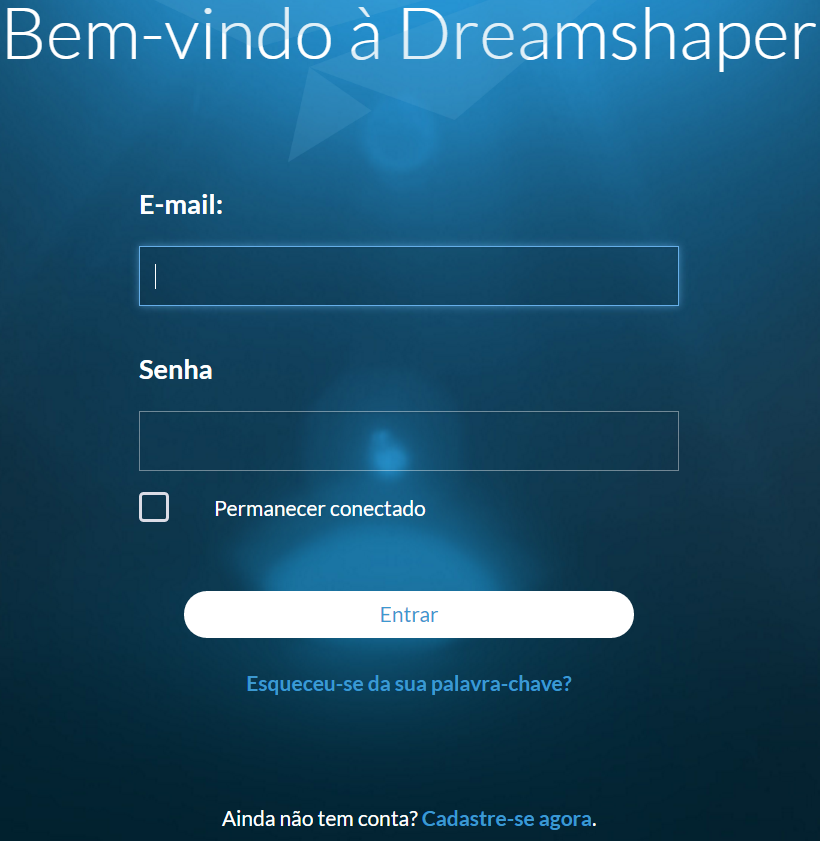 Bem-vindo à Dreamshaper
E-mail:
Senha
Permanecer conectado
Entrar
Esqueceu-se da sua palavra-chave?
Ainda não tem conta? Cadastre-se agora.